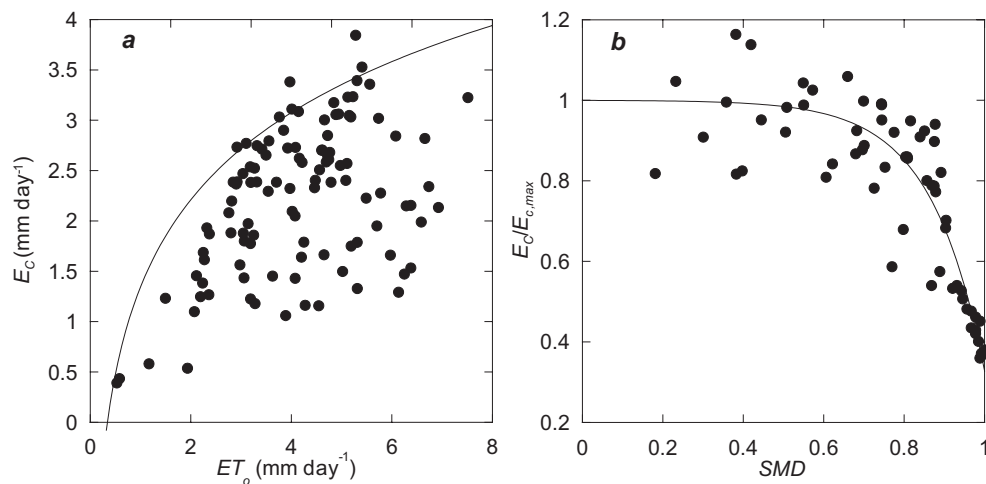 a
4
3.5
3
2.5
2
1.5
1
0.5
0
E_C (mm day⁻¹)
0 2 4 6 8
ET_o (mm day⁻¹)
b
1.2
1
0.8
0.6
0.4
0.2
E_C/E_{c,max}
0 0.2 0.4 0.6 0.8 1
SMD